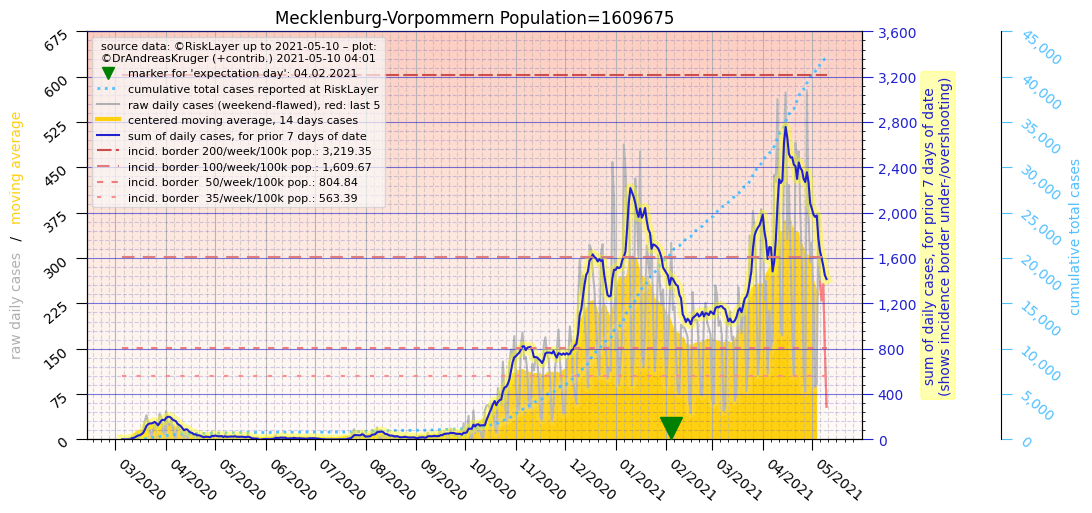 Mecklenburg-Vorpommern Population=1609675
source data: ©RiskLayer up to 2021-05-10 – plot:
©DrAndreasKruger (+contrib.) 2021-05-10 04:01
marker for 'expectation day': 04.02.2021
cumulative total cases reported at RiskLayer
raw daily cases (weekend-flawed), red: last 5
centered moving average, 14 days cases
sum of daily cases, for prior 7 days of date
incid. border 200/week/100k pop.: 3,219.35
incid. border 100/week/100k pop.: 1,609.67
incid. border  50/week/100k pop.: 804.84
incid. border  35/week/100k pop.: 563.39
raw daily cases / moving average
675
600
525
450
375
300
225
150
75
0
03/2020
04/2020
05/2020
06/2020
07/2020
08/2020
09/2020
10/2020
11/2020
12/2020
01/2021
02/2021
03/2021
04/2021
05/2021
3,600
3,200
2,800
2,400
2,000
1,600
1,200
800
400
0
sum of daily cases, for prior 7 days of date
(shows incidence border under-/overshooting)
45,000
40,000
35,000
30,000
25,000
20,000
15,000
10,000
5,000
0
cumulative total cases